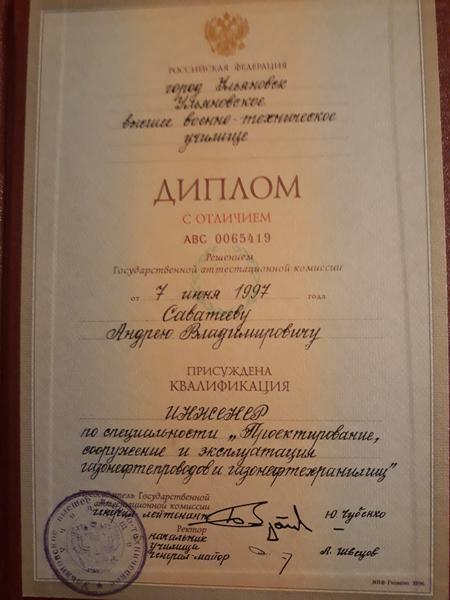 РОССИЙСКАЯ ФЕДЕРАЦИЯ
город Ульяновск
Ульяновское
высшее военно-техническое
училище
ДИПЛОМ
С ОТЛИЧИЕМ
АВС 0065419
Решением
Государственной аттестационной комиссии
от 7 июня 1997 года
Саватееву
Андрею Владимировичу
ПРИСУЖДЕНА
КВАЛИФИКАЦИЯ
ИНЖЕНЕР
по специальности „Проектирование,
сооружение и эксплуатация
газонефтепроводов и газонефтехранилищ"
Председатель Государственной
аттестационной комиссии
генерал-лейтенант Ю. Чубенко
Ректор
начальник
училища
генерал-майор А. Швецов